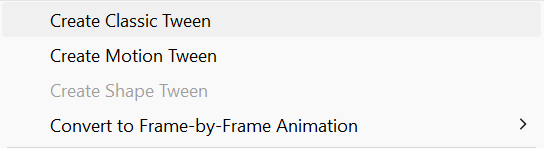 Create Classic Tween
Create Motion Tween
Create Shape Tween
Convert to Frame-by-Frame Animation